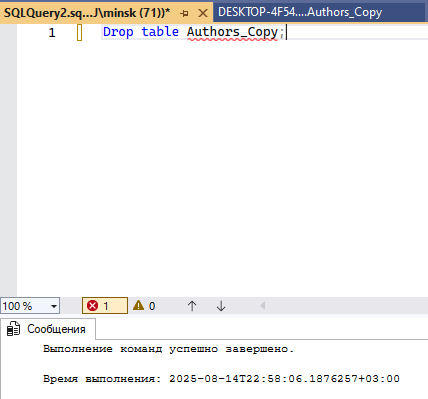 SQLQuery2.sq...J\minsk (71))*
DESKTOP-4F54....Authors_Copy
1 Drop table Authors_Copy;
100 % 1 0
Сообщения
Выполнение команд успешно завершено.
Время выполнения: 2025-08-14T22:58:06.1876257+03:00